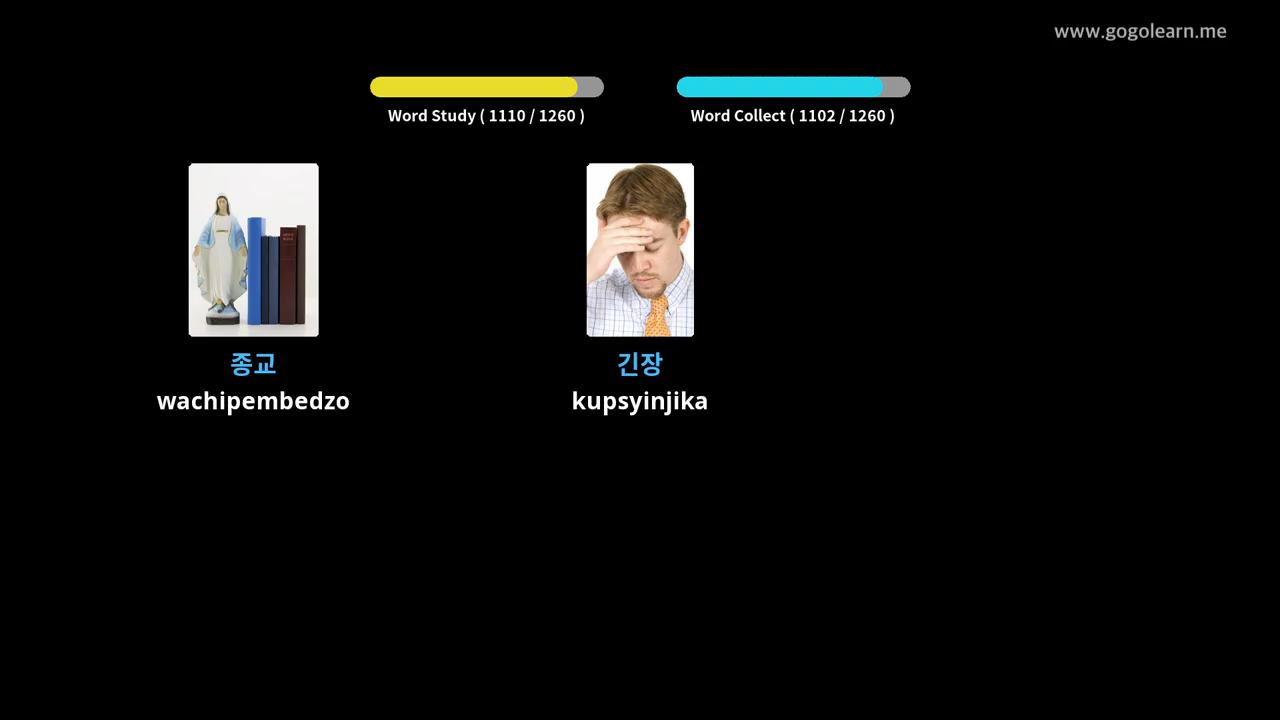 www.gogolearn.me
Word Study ( 1110 / 1260 )
Word Collect ( 1102 / 1260 )
종교
wachipembedzo
긴장
kupsyinjika